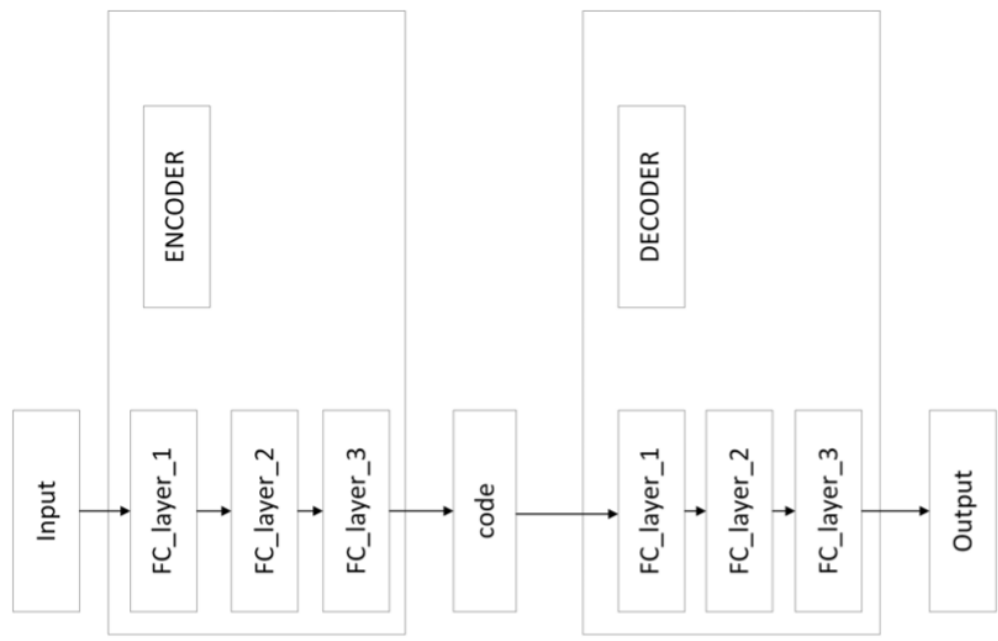 ENCODER
DECODER
Input
FC_layer_1
FC_layer_2
FC_layer_3
code
FC_layer_1
FC_layer_2
FC_layer_3
Output